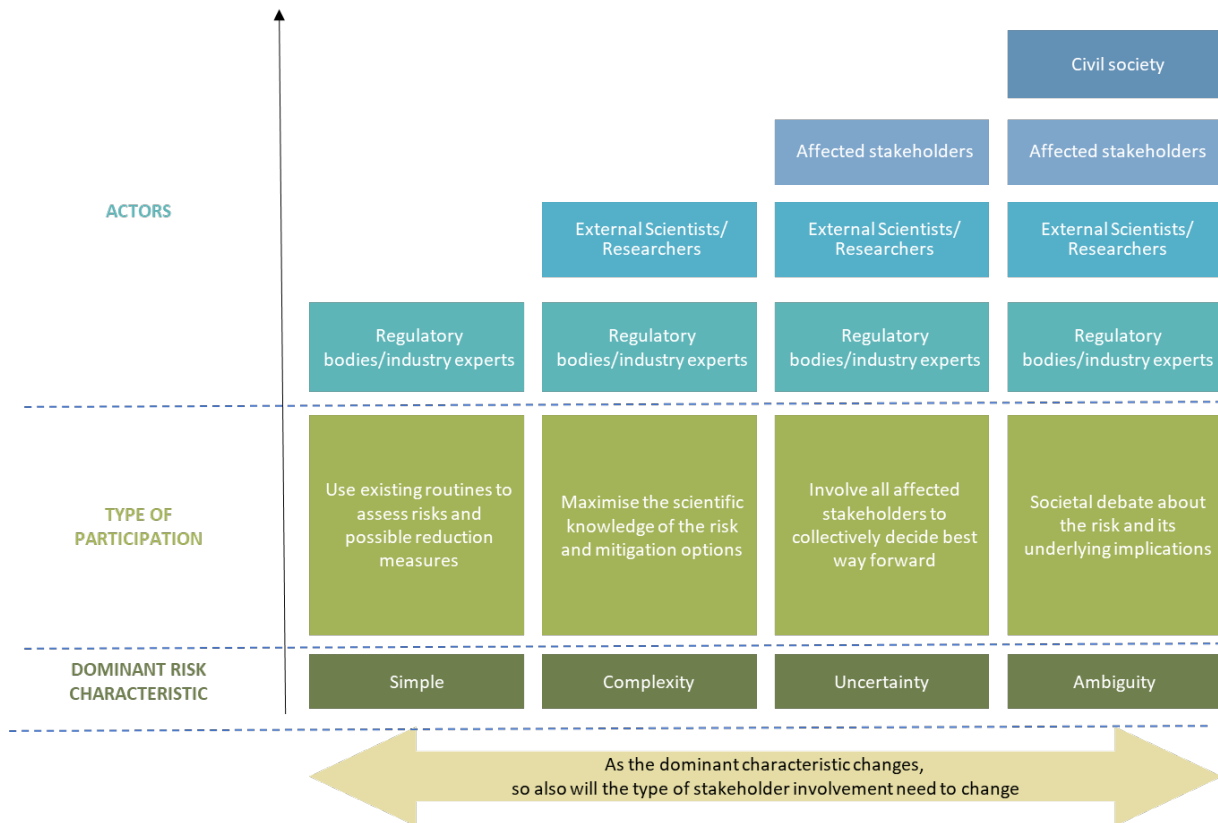 Civil society
Affected stakeholders
Affected stakeholders
ACTORS
External Scientists/
Researchers
External Scientists/
Researchers
External Scientists/
Researchers
Regulatory
bodies/industry experts
Regulatory
bodies/industry experts
Regulatory
bodies/industry experts
Regulatory
bodies/industry experts
TYPE OF
PARTICIPATION
Use existing routines to
assess risks and
possible reduction
measures
Maximise the scientific
knowledge of the risk
and mitigation options
Involve all affected
stakeholders to
collectively decide best
way forward
Societal debate about
the risk and its
underlying implications
DOMINANT RISK
CHARACTERISTIC
Simple
Complexity
Uncertainty
Ambiguity
As the dominant characteristic changes,
so also will the type of stakeholder involvement need to change